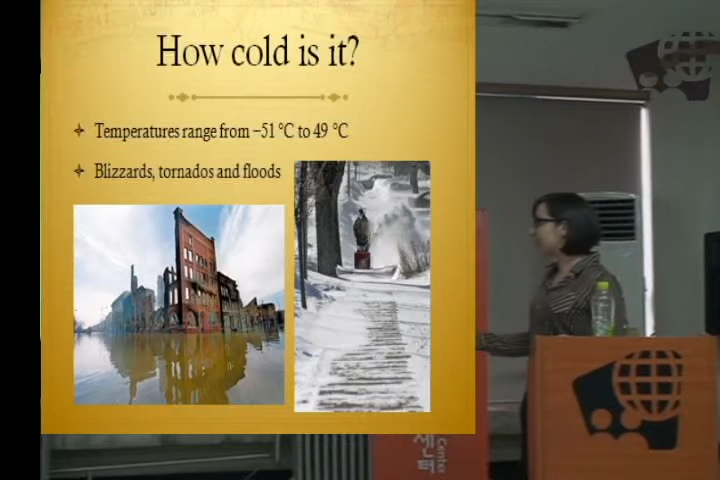 How cold is it?
Temperatures range from −51 °C to 49 °C
Blizzards, tornados and floods
센터
Center